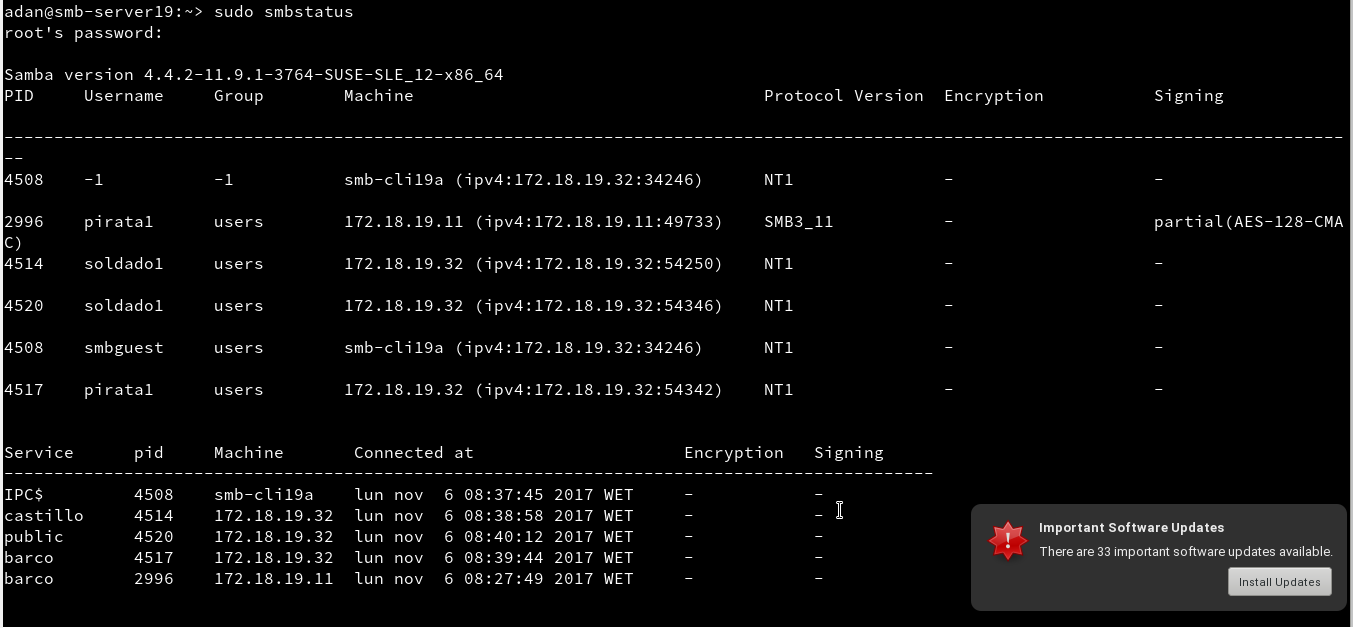 adan@smb-server19:~> sudo smbstatus
root's password:
Samba version 4.4.2-11.9.1-3764-SUSE-SLE_12-x86_64
PID     Username     Group        Machine                                   Protocol Version  Encryption           Signing
--------------------------------------------------------------------------------------------------------------------------------------
--
4508    -1           -1           smb-cli19a (ipv4:172.18.19.32:34246)      NT1               -                    -
2996    pirata1      users        172.18.19.11 (ipv4:172.18.19.11:49733)    SMB3_11           -                    partial(AES-128-CMA
C)
4514    soldado1     users        172.18.19.32 (ipv4:172.18.19.32:54250)    NT1               -                    -
4520    soldado1     users        172.18.19.32 (ipv4:172.18.19.32:54346)    NT1               -                    -
4508    smbguest     users        smb-cli19a (ipv4:172.18.19.32:34246)      NT1               -                    -
4517    pirata1      users        172.18.19.32 (ipv4:172.18.19.32:54342)    NT1               -                    -
Service      pid     Machine       Connected at                     Encryption   Signing
---------------------------------------------------------------------------------------------
IPC$         4508    smb-cli19a    lun nov  6 08:37:45 2017 WET     -            -
castillo     4514    172.18.19.32  lun nov  6 08:38:58 2017 WET     -            -
public       4520    172.18.19.32  lun nov  6 08:40:12 2017 WET     -            -
barco        4517    172.18.19.32  lun nov  6 08:39:44 2017 WET     -            -
barco        2996    172.18.19.11  lun nov  6 08:27:49 2017 WET     -            -
Important Software Updates
There are 33 important software updates available.
Install Updates